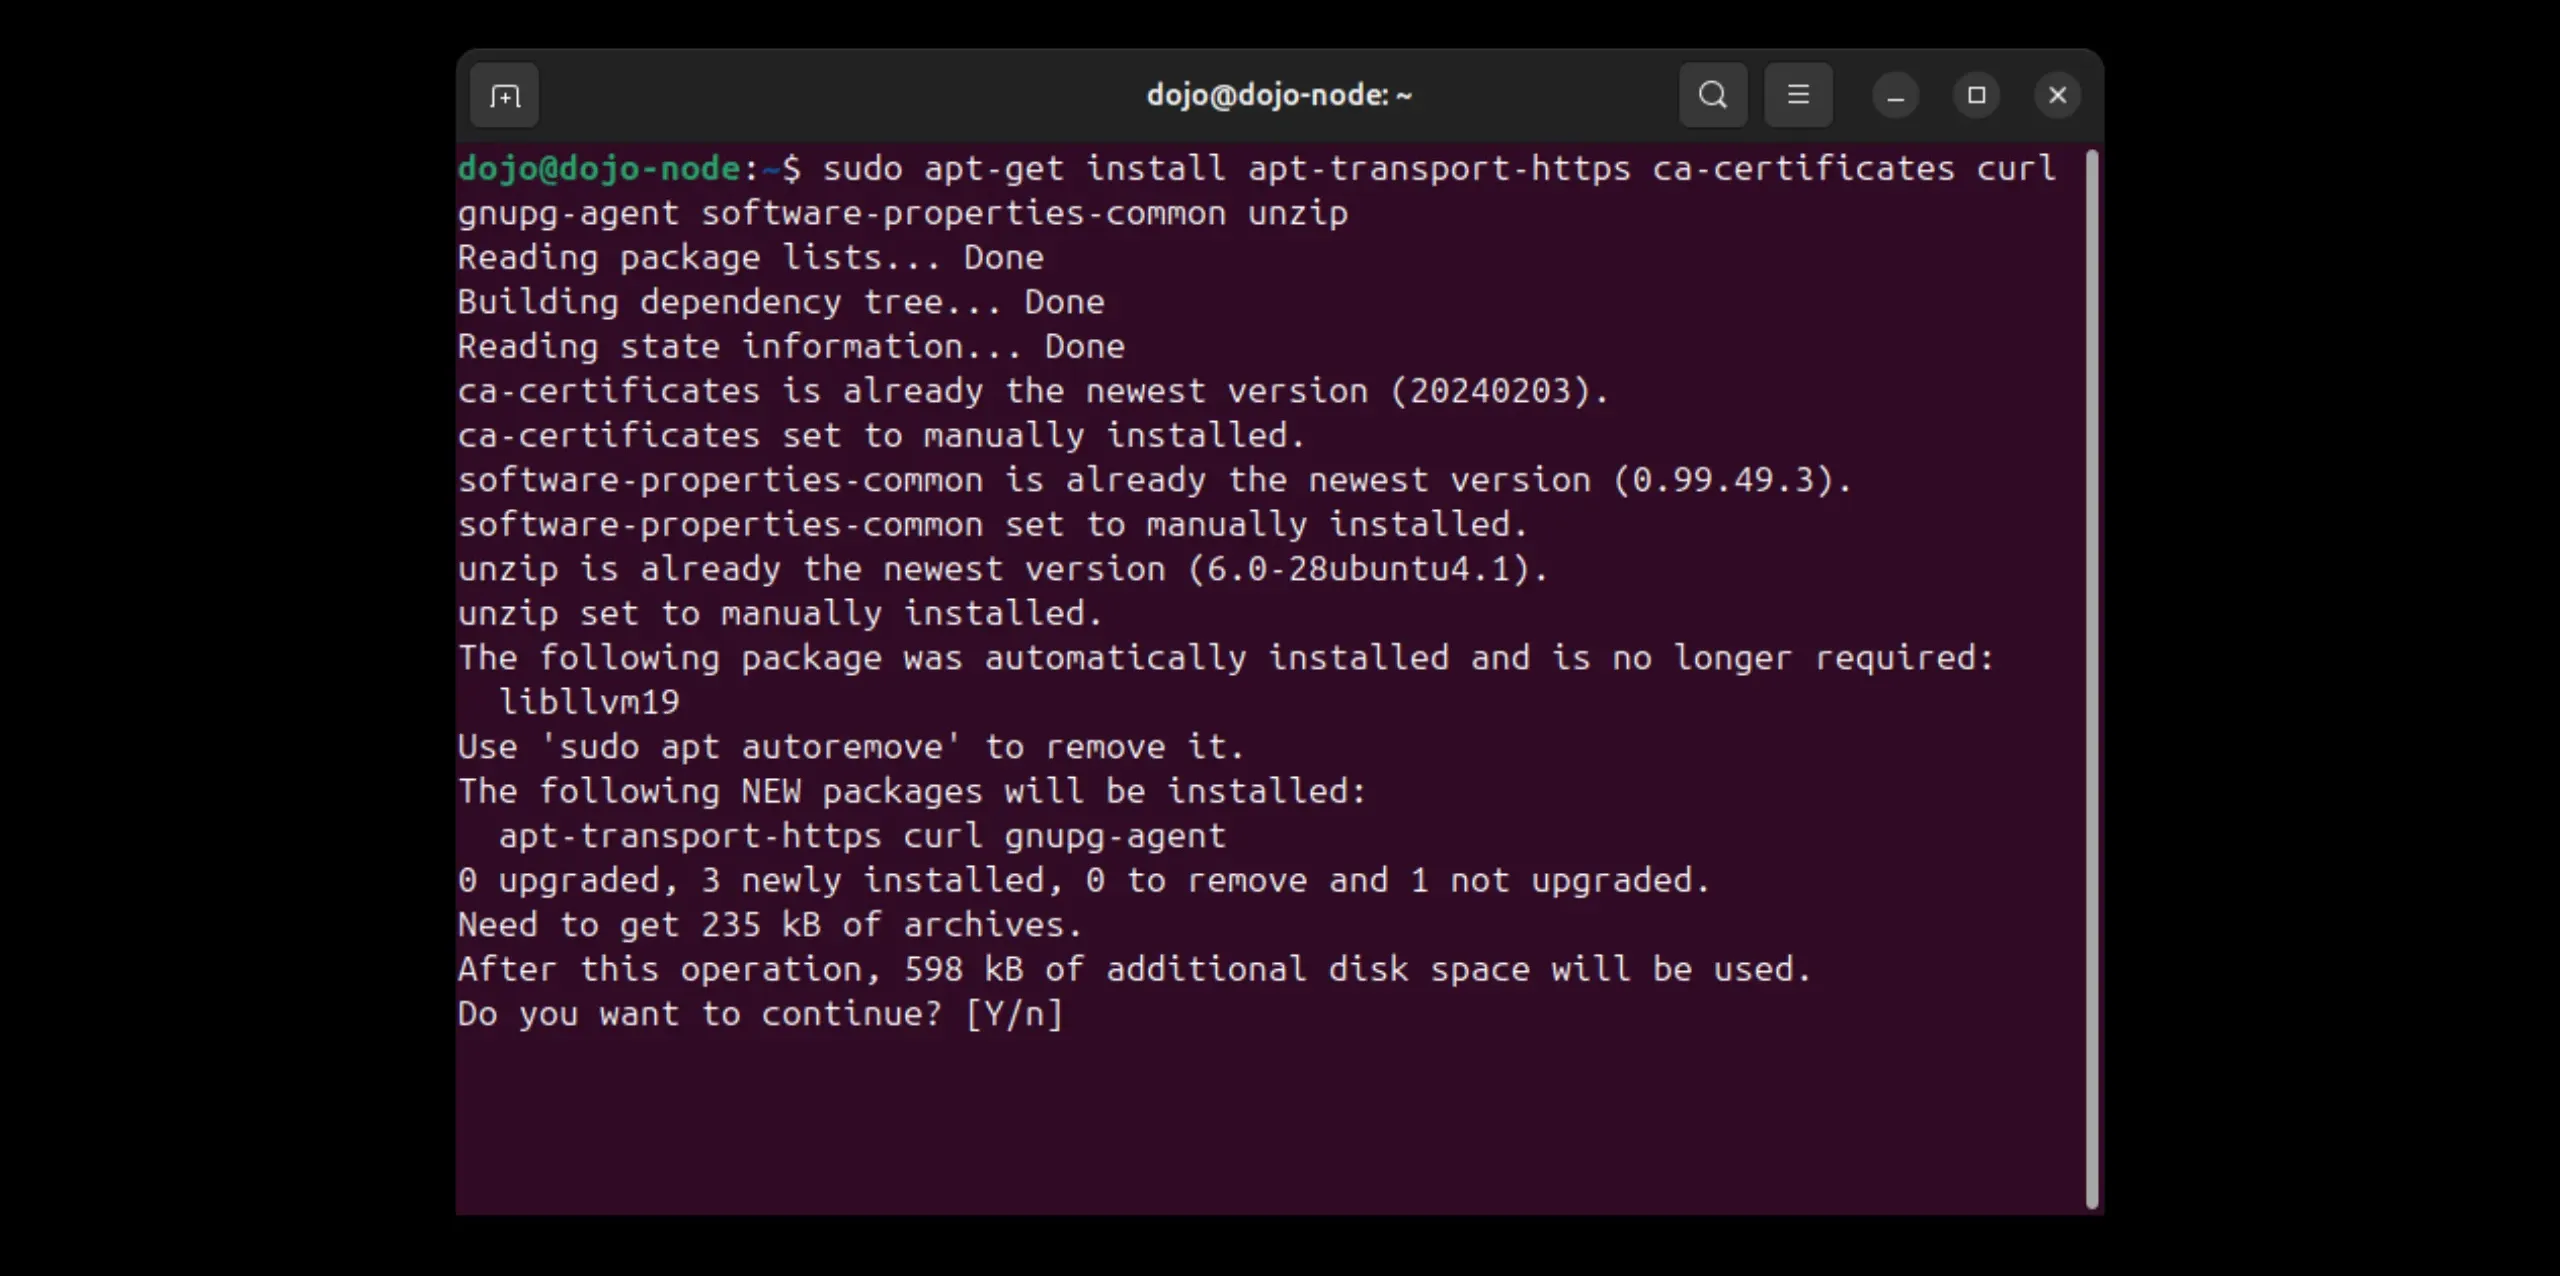 dojo@dojo-node: ~
dojo@dojo-node:~$ sudo apt-get install apt-transport-https ca-certificates curl
gnupg-agent software-properties-common unzip
Reading package lists... Done
Building dependency tree... Done
Reading state information... Done
ca-certificates is already the newest version (20240203).
ca-certificates set to manually installed.
software-properties-common is already the newest version (0.99.49.3).
software-properties-common set to manually installed.
unzip is already the newest version (6.0-28ubuntu4.1).
unzip set to manually installed.
The following package was automatically installed and is no longer required:
  libllvm19
Use 'sudo apt autoremove' to remove it.
The following NEW packages will be installed:
  apt-transport-https curl gnupg-agent
0 upgraded, 3 newly installed, 0 to remove and 1 not upgraded.
Need to get 235 kB of archives.
After this operation, 598 kB of additional disk space will be used.
Do you want to continue? [Y/n]